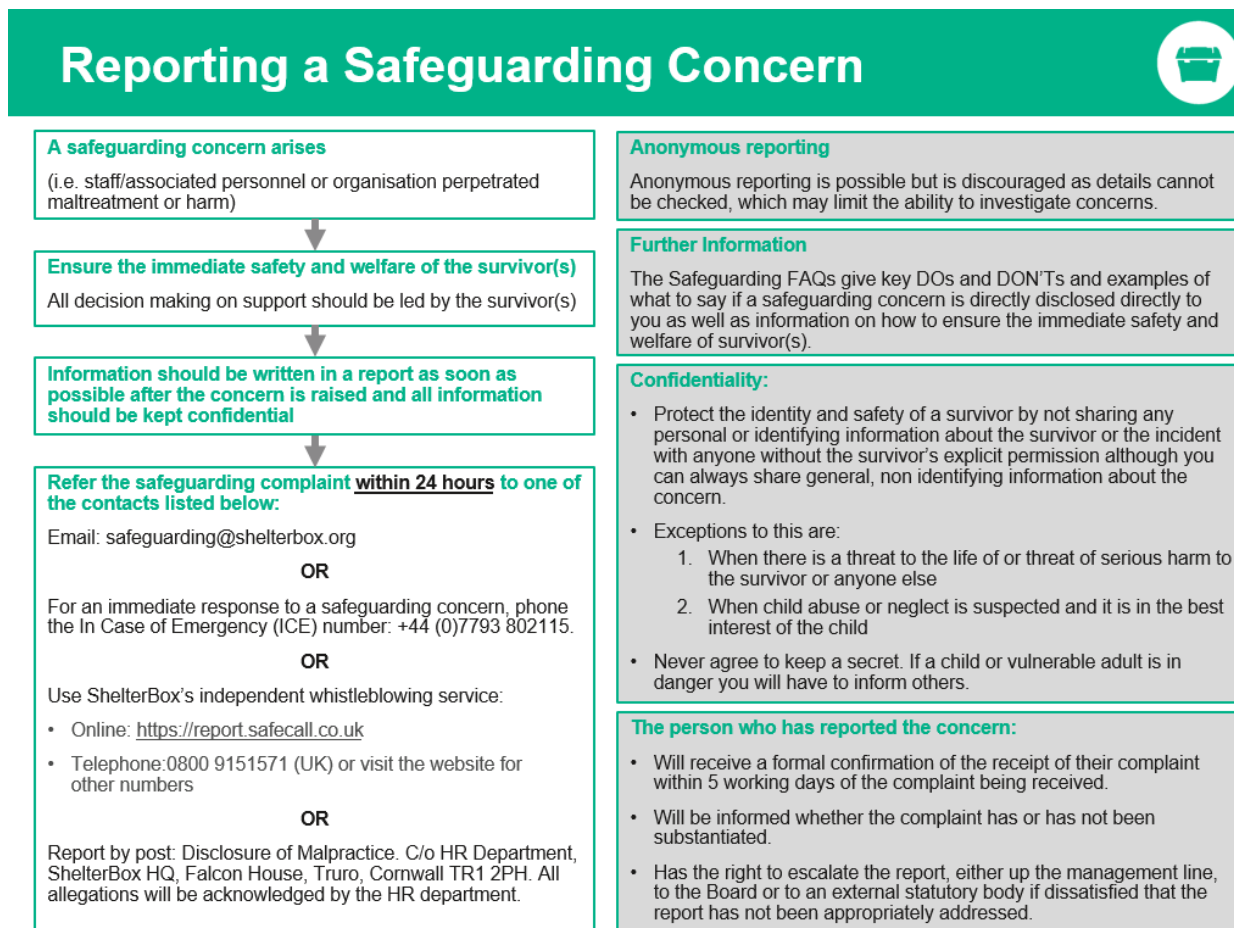 Reporting a Safeguarding Concern
A safeguarding concern arises
(i.e. staff/associated personnel or organisation perpetrated
maltreatment or harm)
Ensure the immediate safety and welfare of the survivor(s)
All decision making on support should be led by the survivor(s)
Information should be written in a report as soon as
possible after the concern is raised and all information
should be kept confidential
Refer the safeguarding complaint within 24 hours to one of
the contacts listed below:
Email: safeguarding@shelterbox.org
OR
For an immediate response to a safeguarding concern, phone
the In Case of Emergency (ICE) number: +44 (0)7793 802115.
OR
Use ShelterBox's independent whistleblowing service:
• Online: https://report.safecall.co.uk
• Telephone:0800 9151571 (UK) or visit the website for
other numbers
OR
Report by post: Disclosure of Malpractice. C/o HR Department,
ShelterBox HQ, Falcon House, Truro, Cornwall TR1 2PH. All
allegations will be acknowledged by the HR department.
Anonymous reporting
Anonymous reporting is possible but is discouraged as details cannot
be checked, which may limit the ability to investigate concerns.
Further Information
The Safeguarding FAQs give key DOs and DON'Ts and examples of
what to say if a safeguarding concern is directly disclosed directly to
you as well as information on how to ensure the immediate safety and
welfare of survivor(s).
Confidentiality:
• Protect the identity and safety of a survivor by not sharing any
personal or identifying information about the survivor or the incident
with anyone without the survivor's explicit permission although you
can always share general, non identifying information about the
concern.
• Exceptions to this are:
1. When there is a threat to the life of or threat of serious harm to
the survivor or anyone else
2. When child abuse or neglect is suspected and it is in the best
interest of the child
• Never agree to keep a secret. If a child or vulnerable adult is in
danger you will have to inform others.
The person who has reported the concern:
• Will receive a formal confirmation of the receipt of their complaint
within 5 working days of the complaint being received.
• Will be informed whether the complaint has or has not been
substantiated.
• Has the right to escalate the report, either up the management line,
to the Board or to an external statutory body if dissatisfied that the
report has not been appropriately addressed.